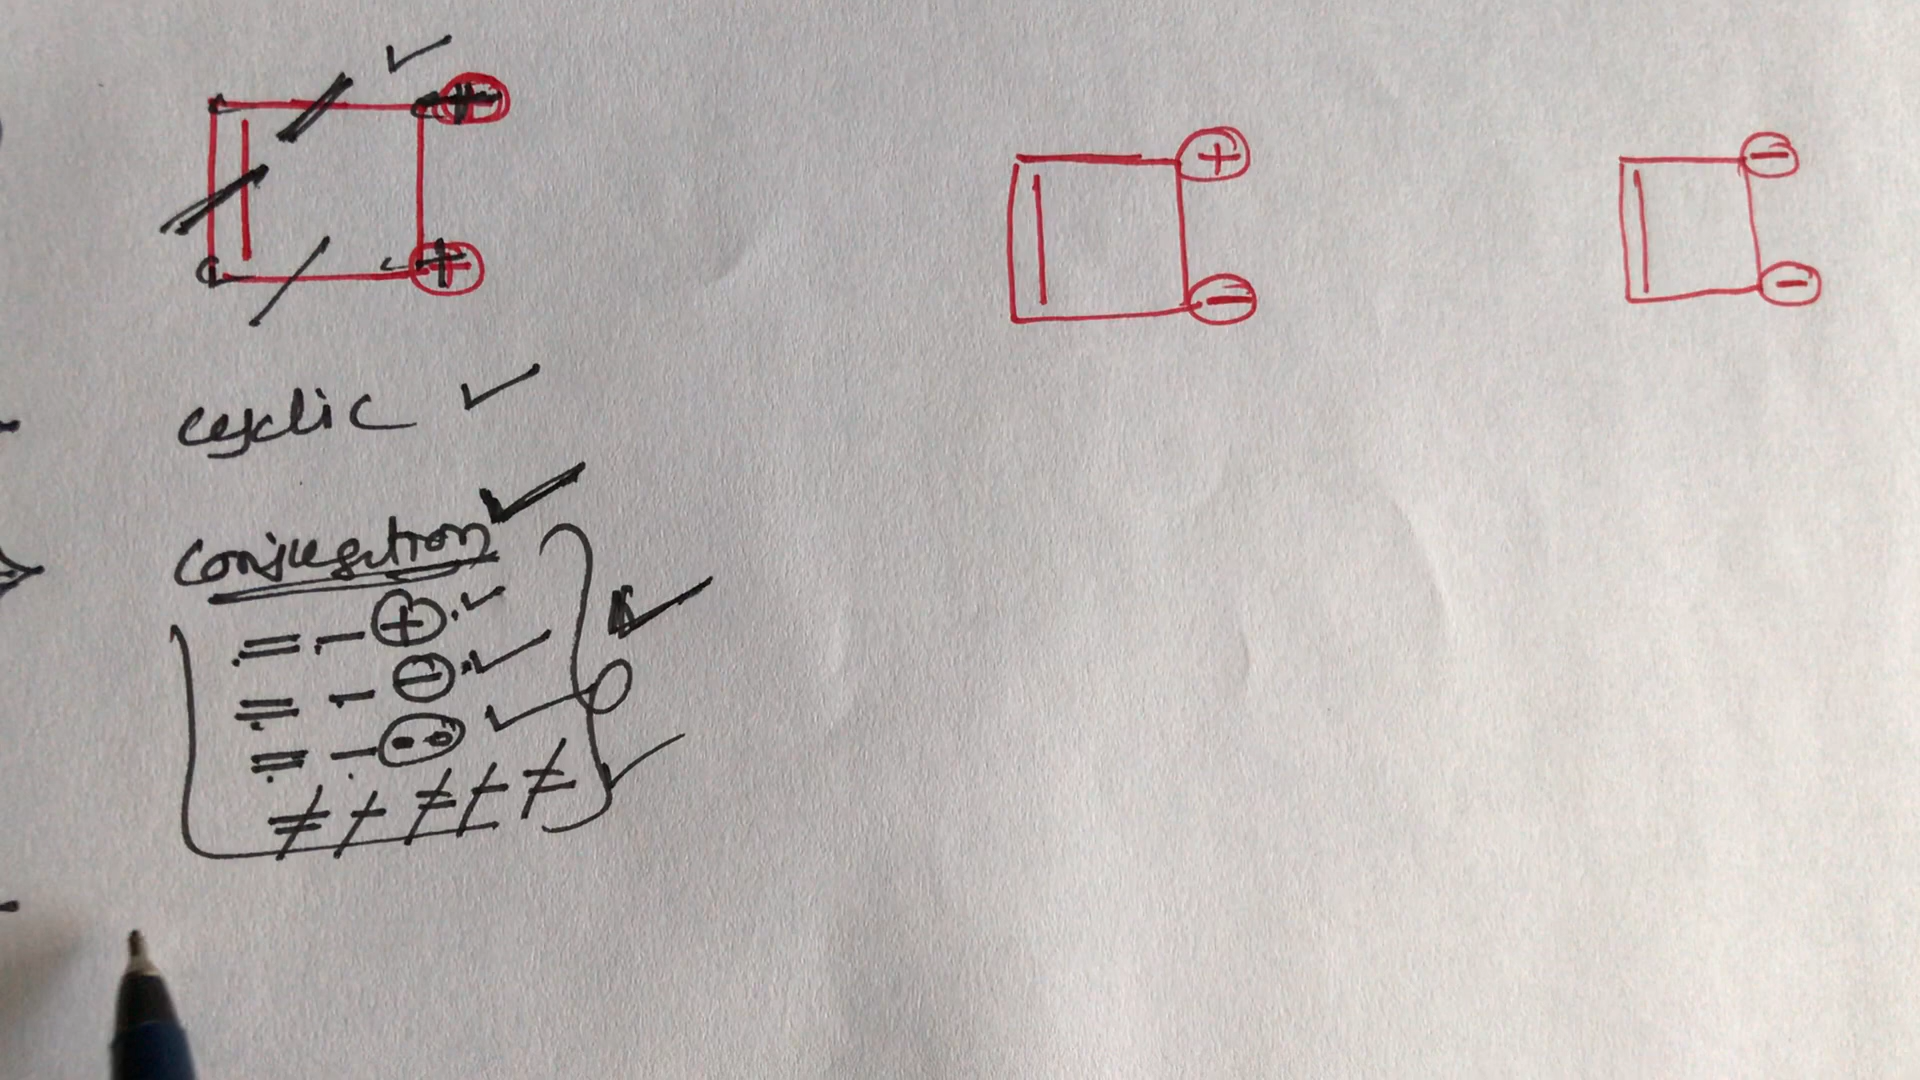 +
+
+
-
-
-
cyclic ✓
conjugation ✓
= - ⊕ ✓
= - ⊖ ✓
= - ✓
= - = - =